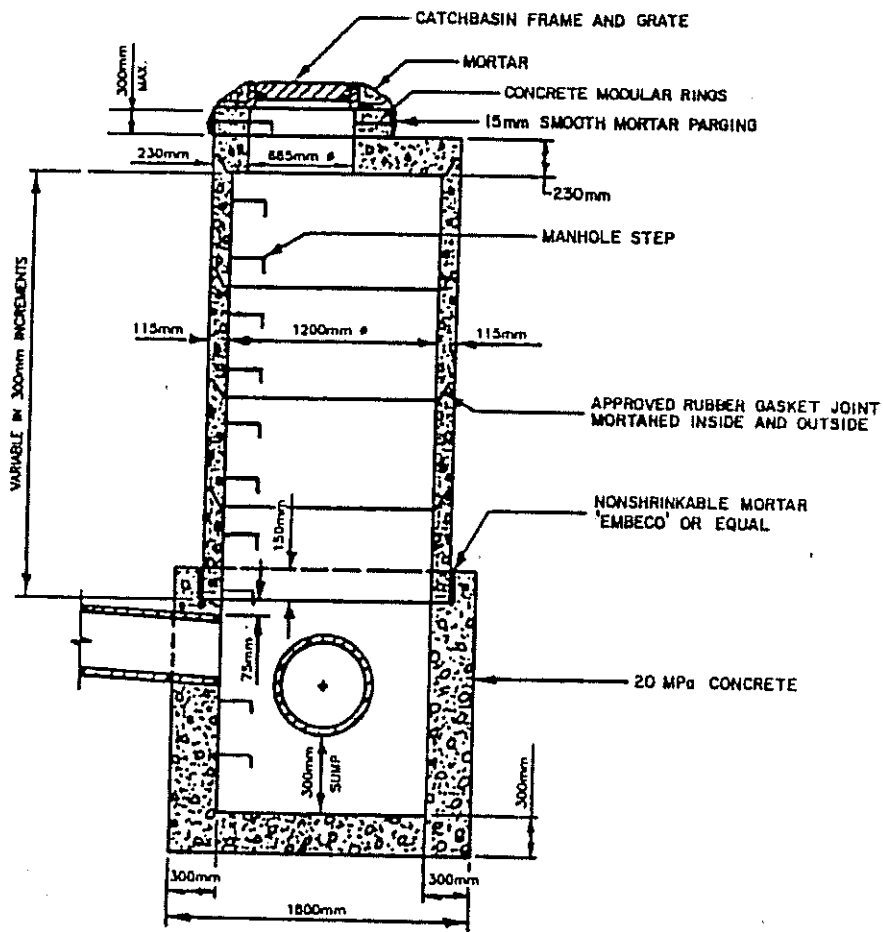 CATCHBASIN FRAME AND GRATE
MORTAR
CONCRETE MODULAR RINGS
15mm SMOOTH MORTAR PARGING
300mm
MAX.
230mm
685mm ø
230mm
MANHOLE STEP
VARIABLE IN 300mm INCREMENTS
115mm
1200mm ø
115mm
APPROVED RUBBER GASKET JOINT
MORTAHED INSIDE AND OUTSIDE
150mm
NONSHRINKABLE MORTAR
'EMBECO' OR EQUAL
75mm
20 MPa CONCRETE
300mm
SUMP
300mm
300mm
300mm
1800mm